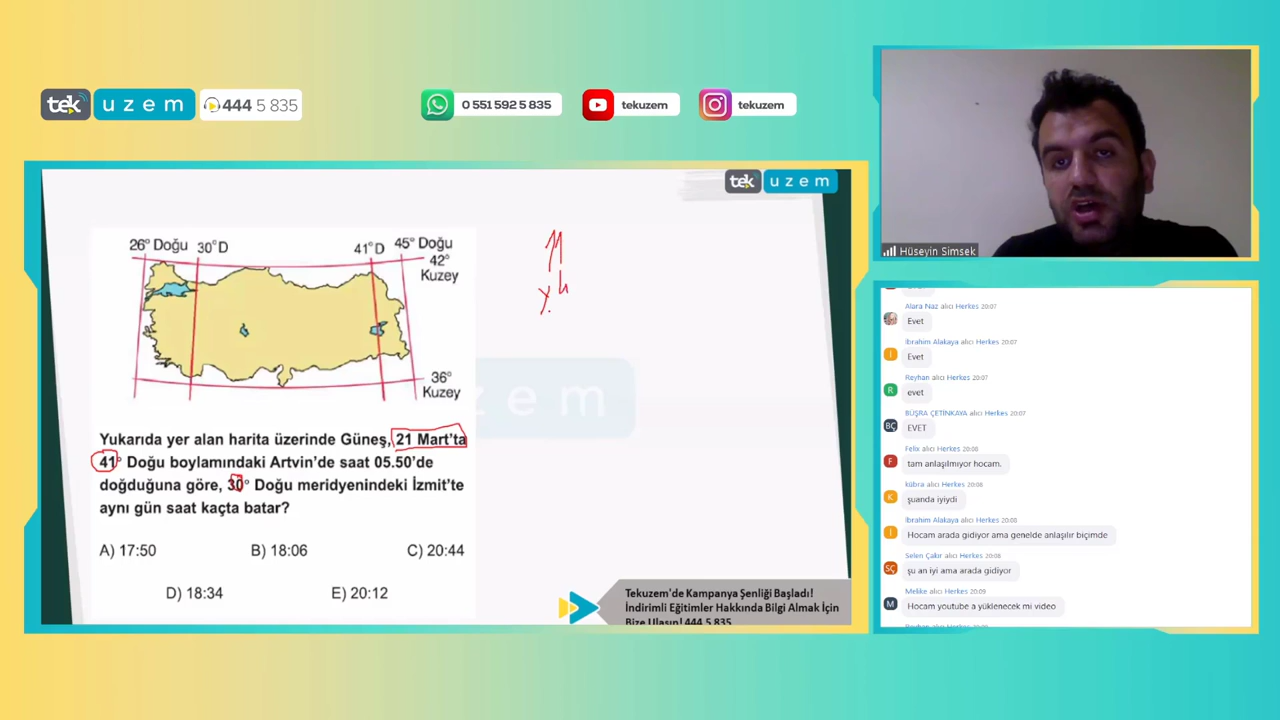 tek uzem 444 5 835
0 551 592 5 835
tekuzem
tekuzem
tek uzem
26° Doğu 30°D 41°D 45° Doğu
42°
Kuzey
36°
Kuzey
11
Yukarıda yer alan harita üzerinde Güneş, 21 Mart'ta
41° Doğu boylamındaki Artvin'de saat 05.50'de
doğduğuna göre, 30° Doğu meridyenindeki İzmit'te
aynı gün saat kaçta batar?
A) 17:50 B) 18:06 C) 20:44
D) 18:34 E) 20:12
zem
Tekuzem'de Kampanya Şenliği Başladı!
İndirimli Eğitimler Hakkında Bilgi Almak İçin
Bize Ulaşın! 444 5 835
Hüseyin Simsek
Alara Naz alıcı Herkes 20:07
Evet
İbrahim Alakaya alıcı Herkes 20:07
I Evet
Reyhan alıcı Herkes 20:07
R evet
BÜŞRA ÇETİNKAYA alıcı Herkes 20:07
BÇ EVET
Felix alıcı Herkes 20:08
F tam anlaşılmıyor hocam.
kübra alıcı Herkes 20:08
K şuanda iyiydi
İbrahim Alakaya alıcı Herkes 20:08
I Hocam arada gidiyor ama genelde anlaşılır biçimde
Selen Çakır alıcı Herkes 20:08
SÇ şu an iyi ama arada gidiyor
Melike alıcı Herkes 20:09
M Hocam youtube a yüklenecek mi video